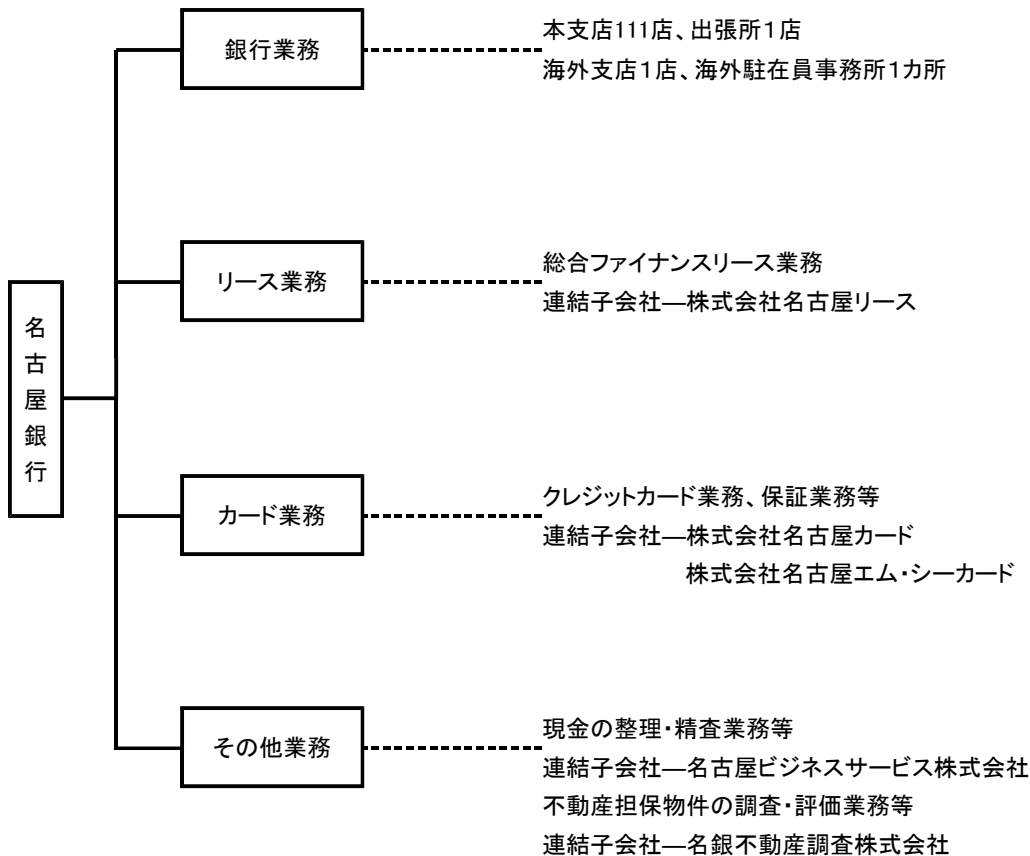 銀行業務
本支店111店、出張所1店
海外支店1店、海外駐在員事務所1カ所
リース業務
総合ファイナンスリース業務
連結子会社―株式会社名古屋リース
名古屋銀行
カード業務
クレジットカード業務、保証業務等
連結子会社―株式会社名古屋カード
株式会社名古屋エム・シーカード
その他業務
現金の整理・精査業務等
連結子会社―名古屋ビジネスサービス株式会社
不動産担保物件の調査・評価業務等
連結子会社―名銀不動産調査株式会社